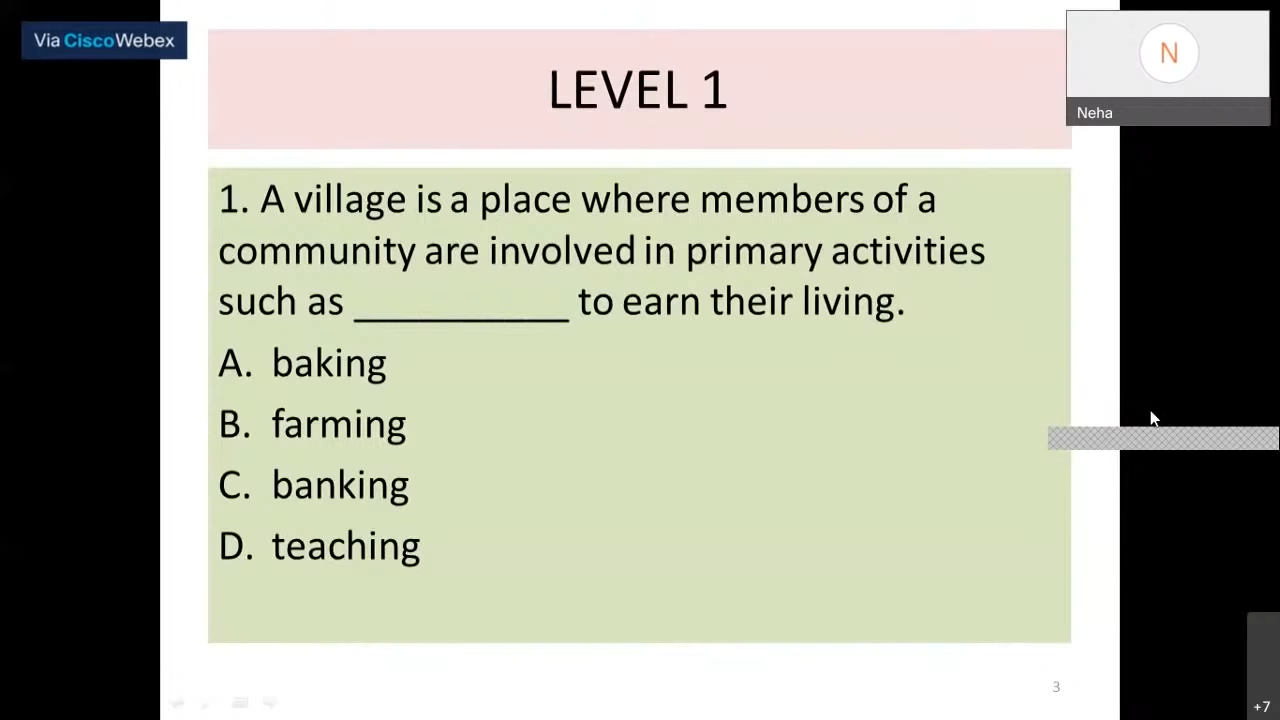 Via CiscoWebex
N
Neha
LEVEL 1
1. A village is a place where members of a
community are involved in primary activities
such as __________ to earn their living.
A. baking
B. farming
C. banking
D. teaching
3
+7